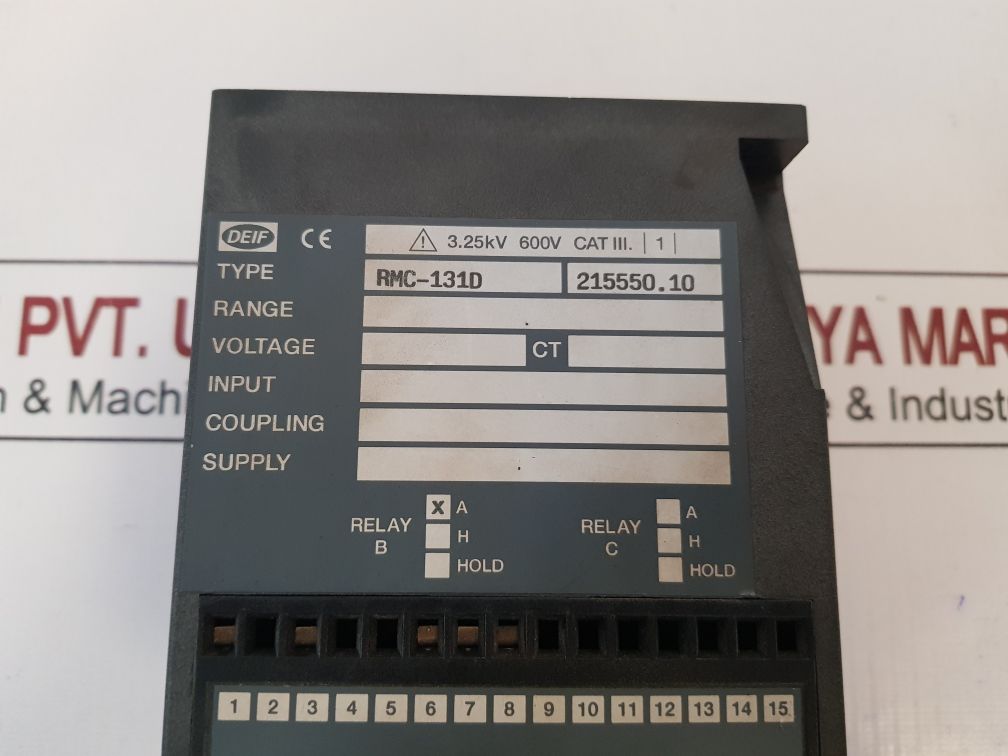 DEIF CE 3.25kV 600V CAT III. | 1 |
TYPE RMC-131D 215550.10
RANGE
VOLTAGE CT
INPUT
COUPLING
SUPPLY
RELAY B X A H HOLD
RELAY C A H HOLD
1 2 3 4 5 6 7 8 9 10 11 12 13 14 15
PVT. U
& Machi
YA MAR
& Indust